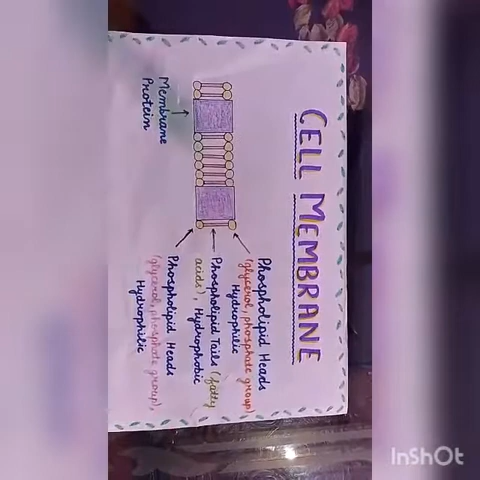 CELL MEMBRANE
Phospholipid Heads
(glycerol, phosphate group)
Hydrophilic
Phospholipid Tails (fatty
acids), Hydrophobic
Phospholipid Heads
(glycerol, phosphate group),
Hydrophilic
Membrane
Protein
InShOt